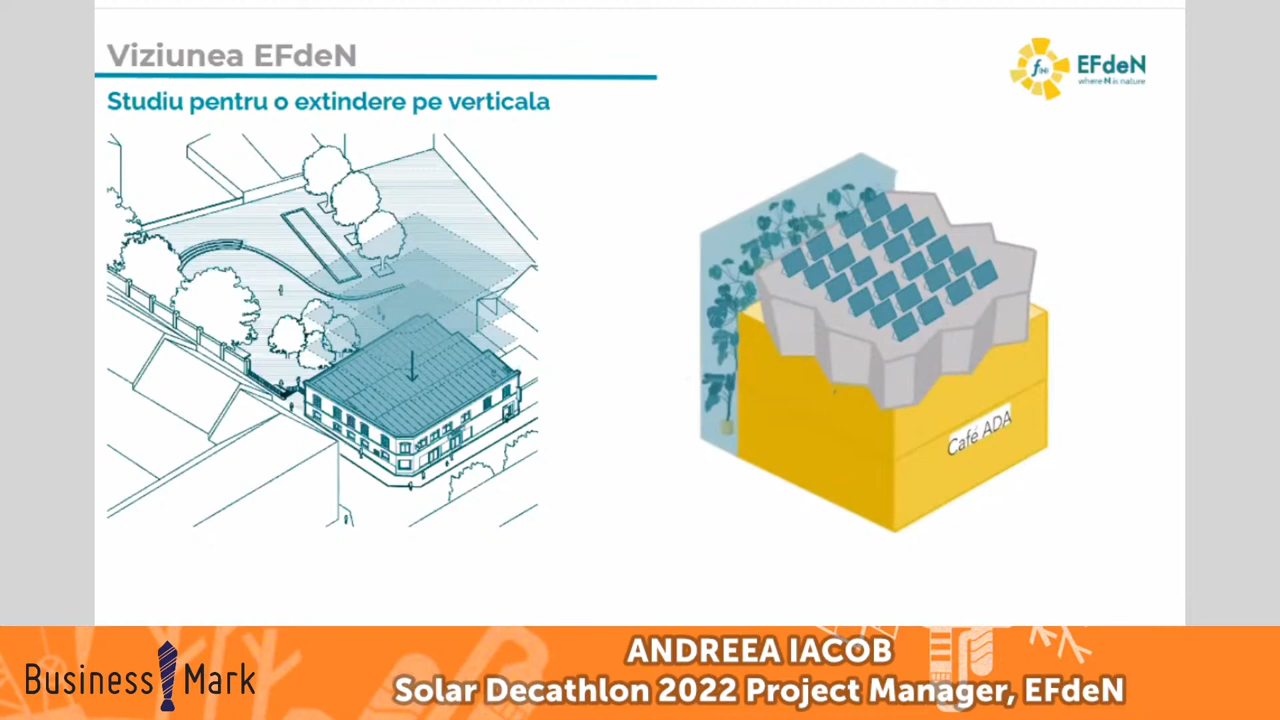 Viziunea EFdeN
Studiu pentru o extindere pe verticala
EFdeN
where N is nature
Café ADA
Business Mark
ANDREEA IACOB
Solar Decathlon 2022 Project Manager, EFdeN